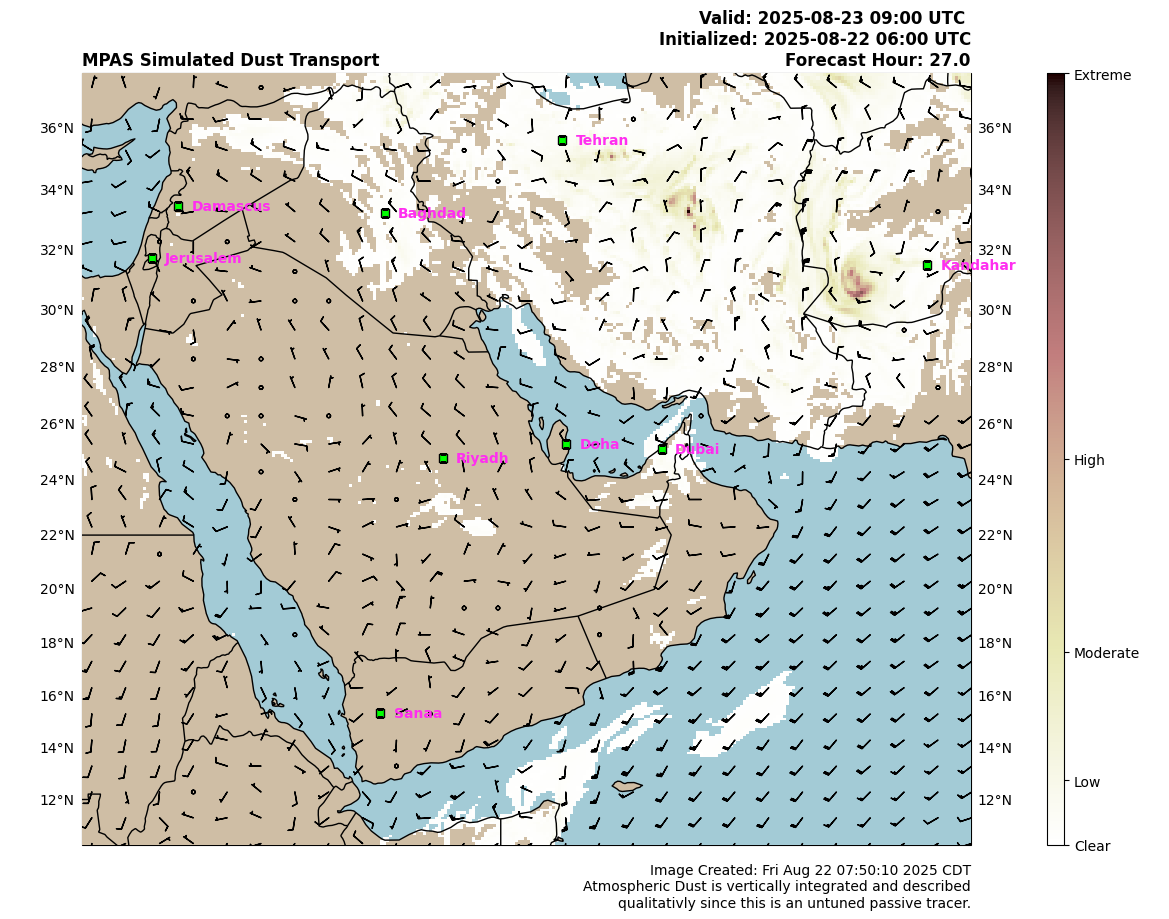 Valid: 2025-08-23 09:00 UTC
Initialized: 2025-08-22 06:00 UTC
MPAS Simulated Dust Transport Forecast Hour: 27.0
Extreme
36°N 36°N
Tehran
34°N 34°N
Damascus
Baghdad
32°N 32°N
Jerusalem
Kandahar
30°N 30°N
28°N 28°N
26°N 26°N
Doha
Dubai
Riyadh
High
24°N 24°N
22°N 22°N
20°N 20°N
18°N 18°N
Moderate
16°N 16°N
Sanaa
14°N 14°N
Low
12°N 12°N
Clear
Image Created: Fri Aug 22 07:50:10 2025 CDT
Atmospheric Dust is vertically integrated and described
qualitativly since this is an untuned passive tracer.